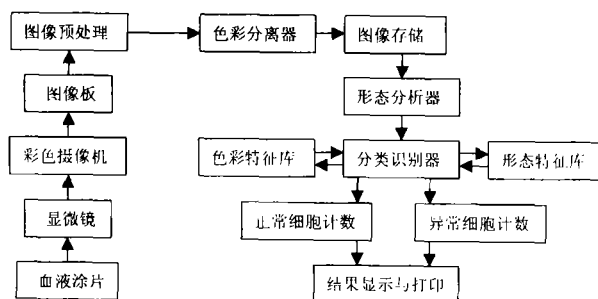 图像预处理
色彩分离器
图像存储
图像板
形态分析器
彩色摄像机
色彩特征库
分类识别器
形态特征库
显微镜
正常细胞计数
异常细胞计数
血液涂片
结果显示与打印